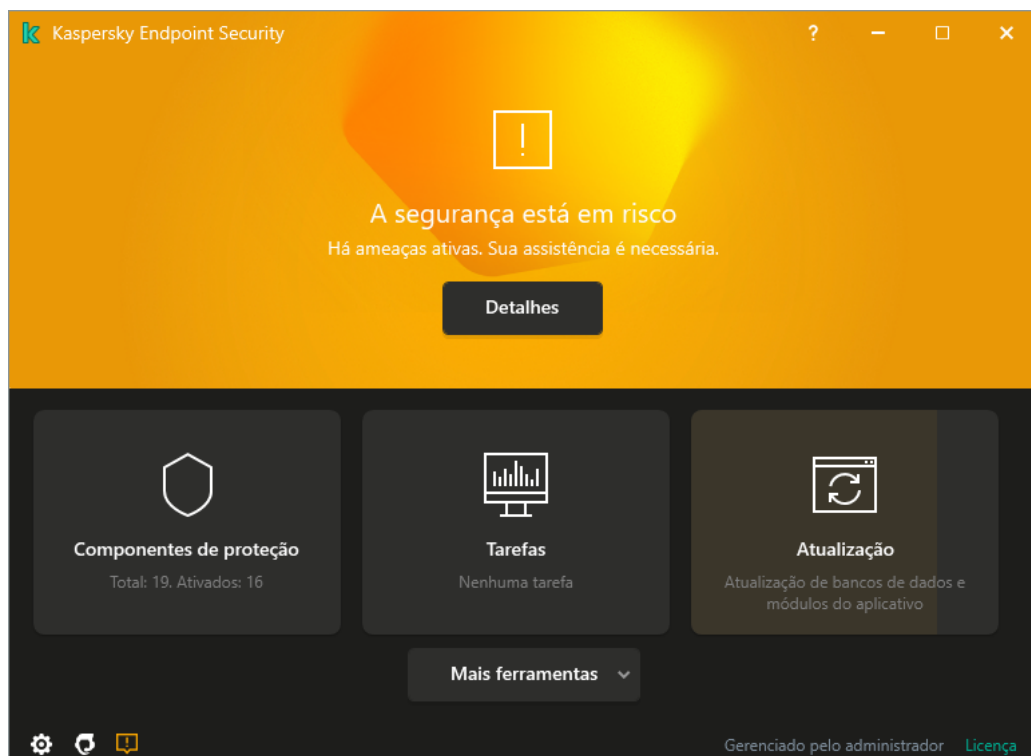 Kaspersky Endpoint Security
?
!
A segurança está em risco
Há ameaças ativas. Sua assistência é necessária.
Detalhes
Componentes de proteção
Total: 19. Ativados: 16
Tarefas
Nenhuma tarefa
Atualização
Atualização de bancos de dados e
módulos do aplicativo
Mais ferramentas
Gerenciado pelo administrador Licença